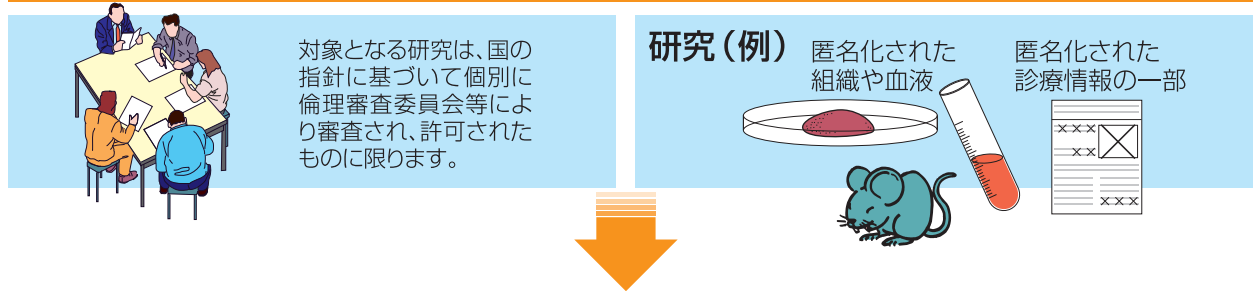 対象となる研究は、国の
指針に基づいて個別に
倫理審査委員会等によ
り審査され、許可された
ものに限ります。
研究（例）
匿名化された
組織や血液
匿名化された
診療情報の一部
×××
××
×××